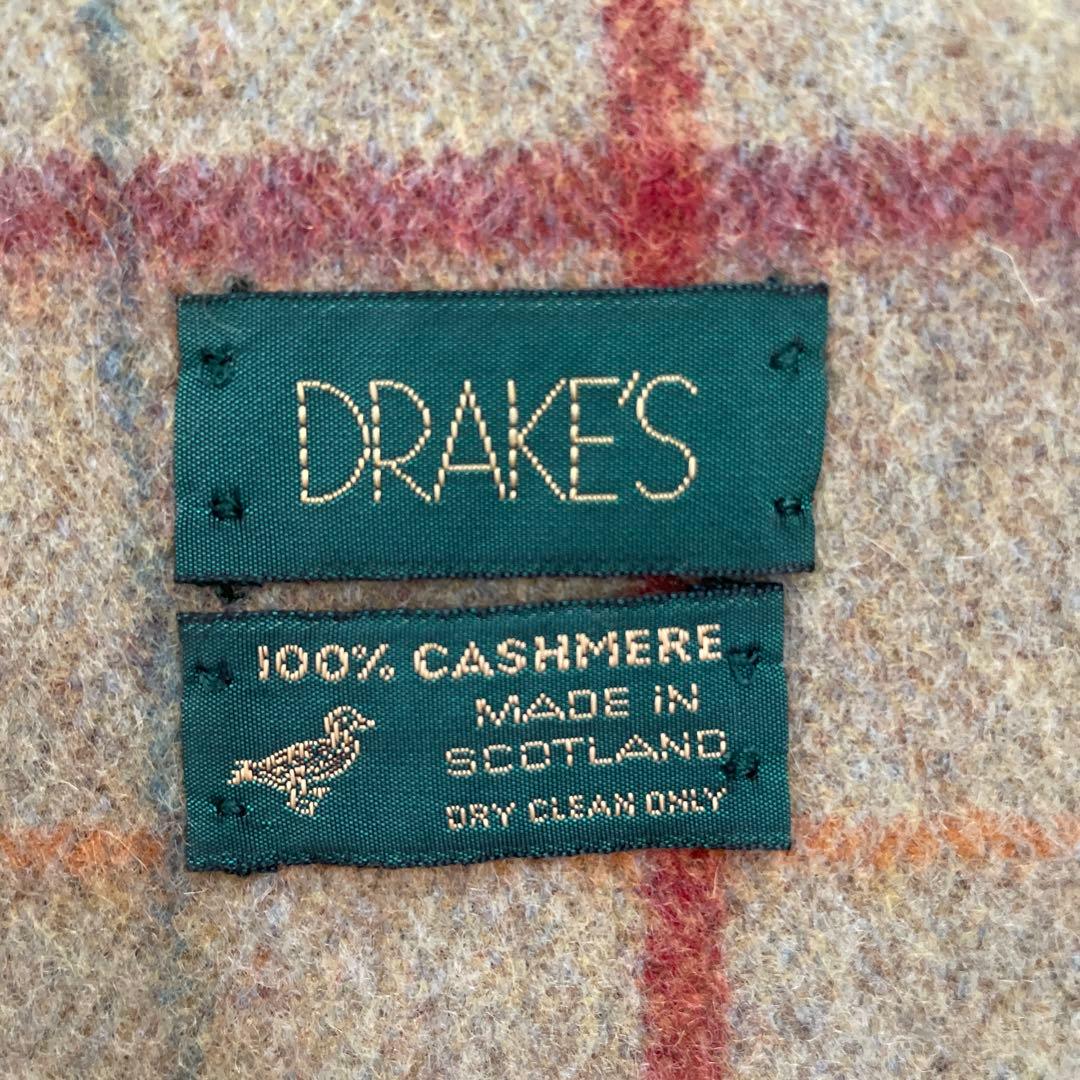 DRAKE'S
100% CASHMERE
MADE IN
SCOTLAND
DRY CLEAN ONLY